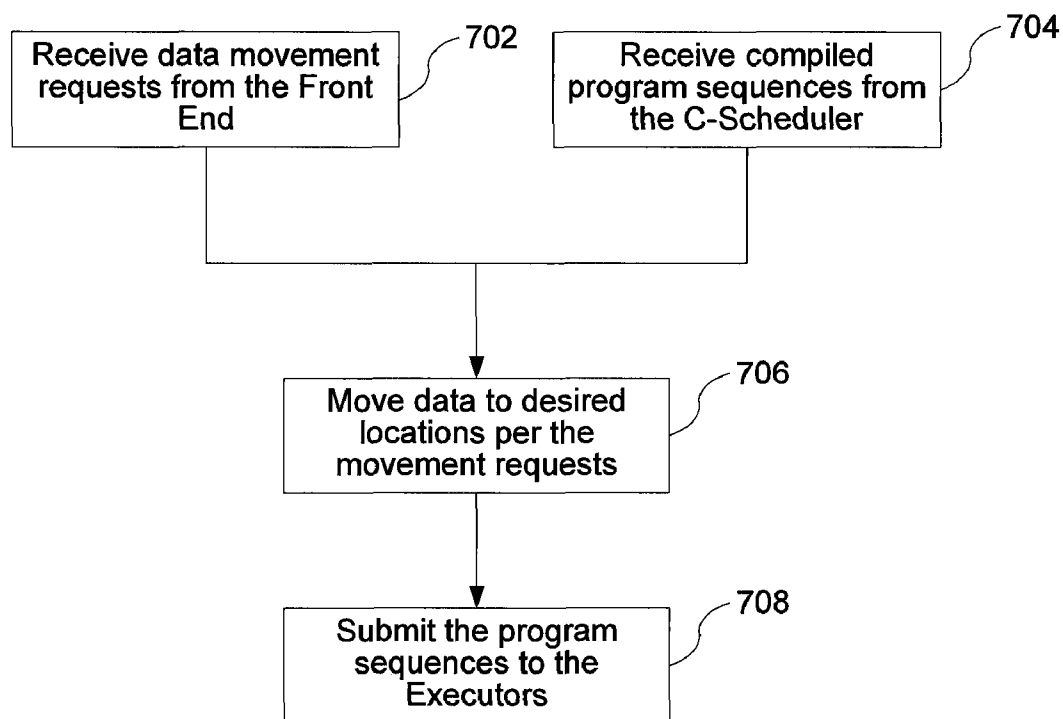 Receive data movement
requests from the Front
End
702
Receive compiled
program sequences from
the C-Scheduler
704
Move data to desired
locations per the
movement requests
706
Submit the program
sequences to the
Executors
708